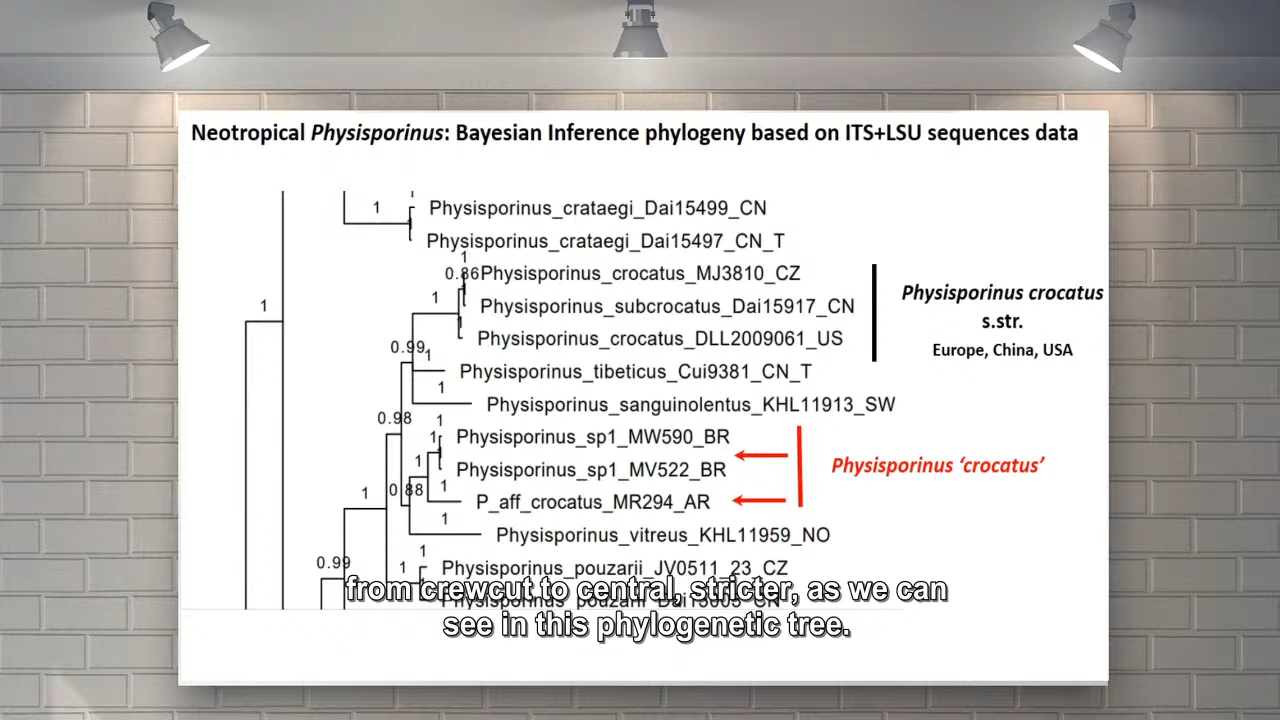 Neotropical Physisporinus: Bayesian Inference phylogeny based on ITS+LSU sequences data
1
Physisporinus_crataegi_Dai15499_CN
Physisporinus_crataegi_Dai15497_CN_T
1
0.86
Physisporinus_crocatus_MJ3810_CZ
1
1
Physisporinus_subcrocatus_Dai15917_CN
1
Physisporinus_crocatus_DLL2009061_US
Physisporinus crocatus
s.str.
Europe, China, USA
0.99
1
Physisporinus_tibeticus_Cui9381_CN_T
1
Physisporinus_sanguinolentus_KHL11913_SW
0.98
1
1
Physisporinus_sp1_MW590_BR
1
Physisporinus_sp1_MV522_BR
Physisporinus ‘crocatus’
1
0.88
1
P_aff_crocatus_MR294_AR
1
Physisporinus_vitreus_KHL11959_NO
0.99
1
1
Physisporinus_pouzarii_JV0511_23_CZ
from crewcut to central, stricter, as we can
see in this phylogenetic tree.